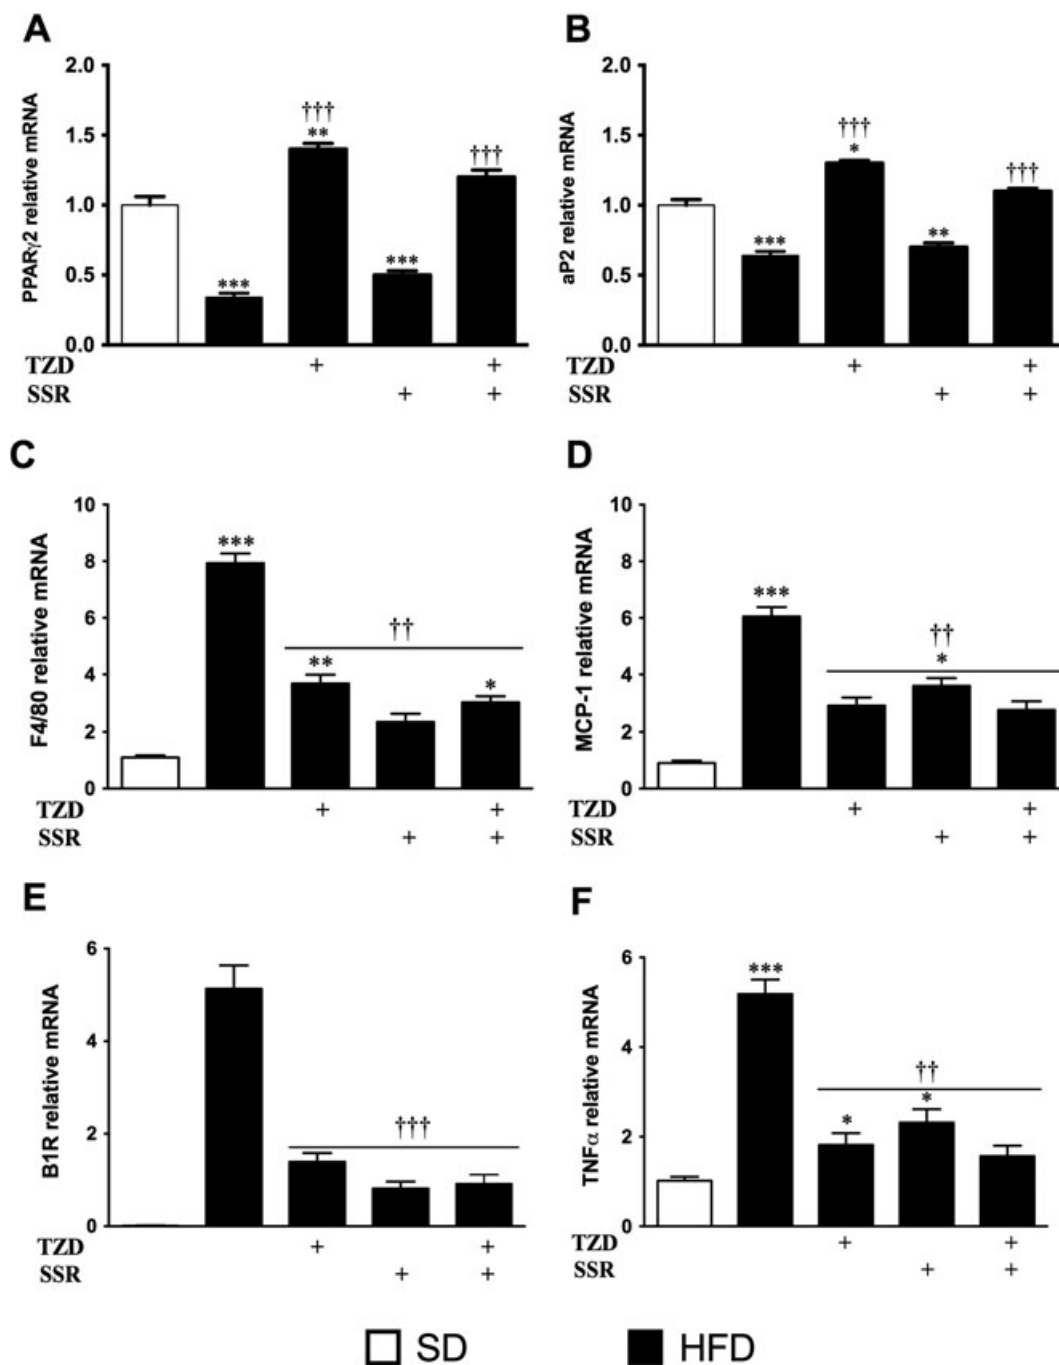 A
PPARγ2 relative mRNA
2.0
1.5
1.0
0.5
0.0
***
†††
**
***
†††
TZD + +
SSR + +
B
aP2 relative mRNA
2.0
1.5
1.0
0.5
0.0
***
†††
*
**
†††
TZD + +
SSR + +
C
F4/80 relative mRNA
10
8
6
4
2
0
***
††
**
*
TZD + +
SSR + +
D
MCP-1 relative mRNA
10
8
6
4
2
0
***
††
*
TZD + +
SSR + +
E
B1R relative mRNA
6
4
2
0
†††
TZD + +
SSR + +
F
TNFα relative mRNA
6
4
2
0
***
††
* *
TZD + +
SSR + +
SD HFD